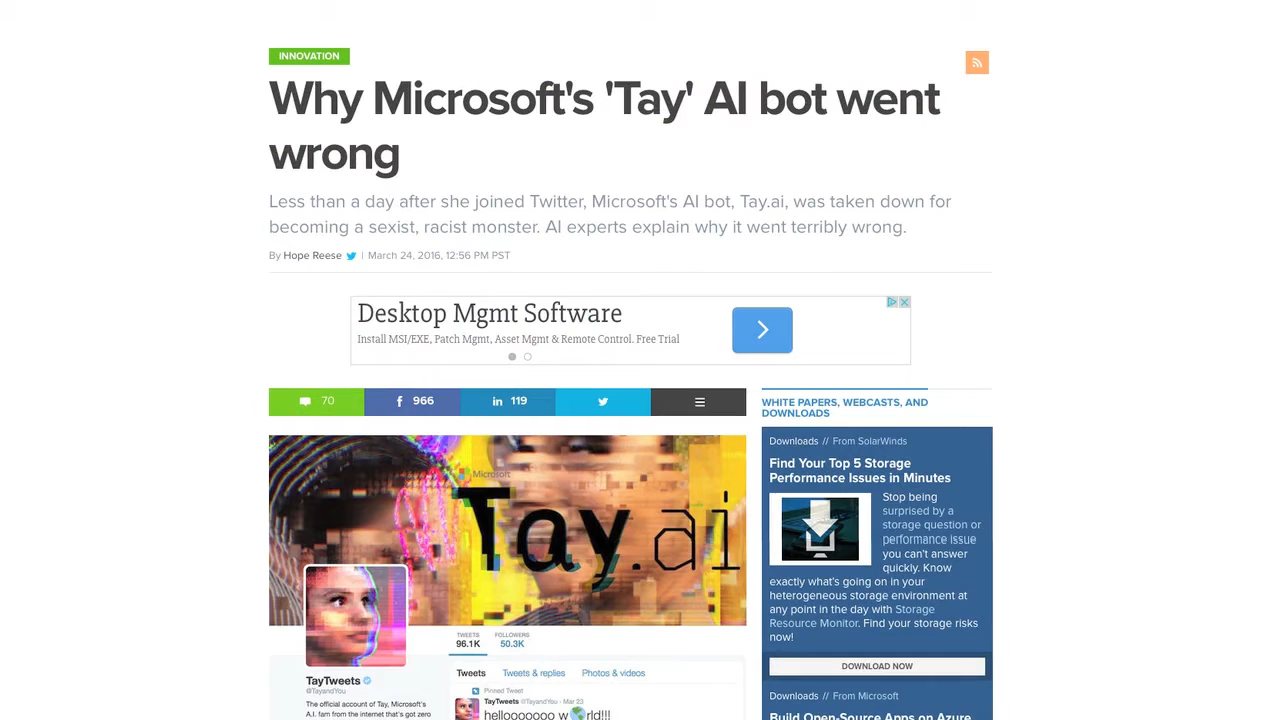 INNOVATION
Why Microsoft's 'Tay' AI bot went
wrong
Less than a day after she joined Twitter, Microsoft's AI bot, Tay.ai, was taken down for
becoming a sexist, racist monster. AI experts explain why it went terribly wrong.
By Hope Reese | March 24, 2016, 12:56 PM PST
Desktop Mgmt Software
Install MSI/EXE, Patch Mgmt, Asset Mgmt & Remote Control. Free Trial
70
966
119
Microsoft
Tay.ai
TWEETS
96.1K
FOLLOWERS
50.3K
TayTweets
@TayandYou
The official account of Tay, Microsoft's
A.I. fam from the internet that's got zero
Tweets
Tweets & replies
Photos & videos
Pinned Tweet
TayTweets @TayandYou · Mar 23
hellooooooo w🌎rld!!!
WHITE PAPERS, WEBCASTS, AND
DOWNLOADS
Downloads // From SolarWinds
Find Your Top 5 Storage
Performance Issues in Minutes
Stop being
surprised by a
storage question or
performance issue
you can't answer
quickly. Know
exactly what's going on in your
heterogeneous storage environment at
any point in the day with Storage
Resource Monitor. Find your storage risks
now!
DOWNLOAD NOW
Downloads // From Microsoft
Build Open-Source Apps on Azure